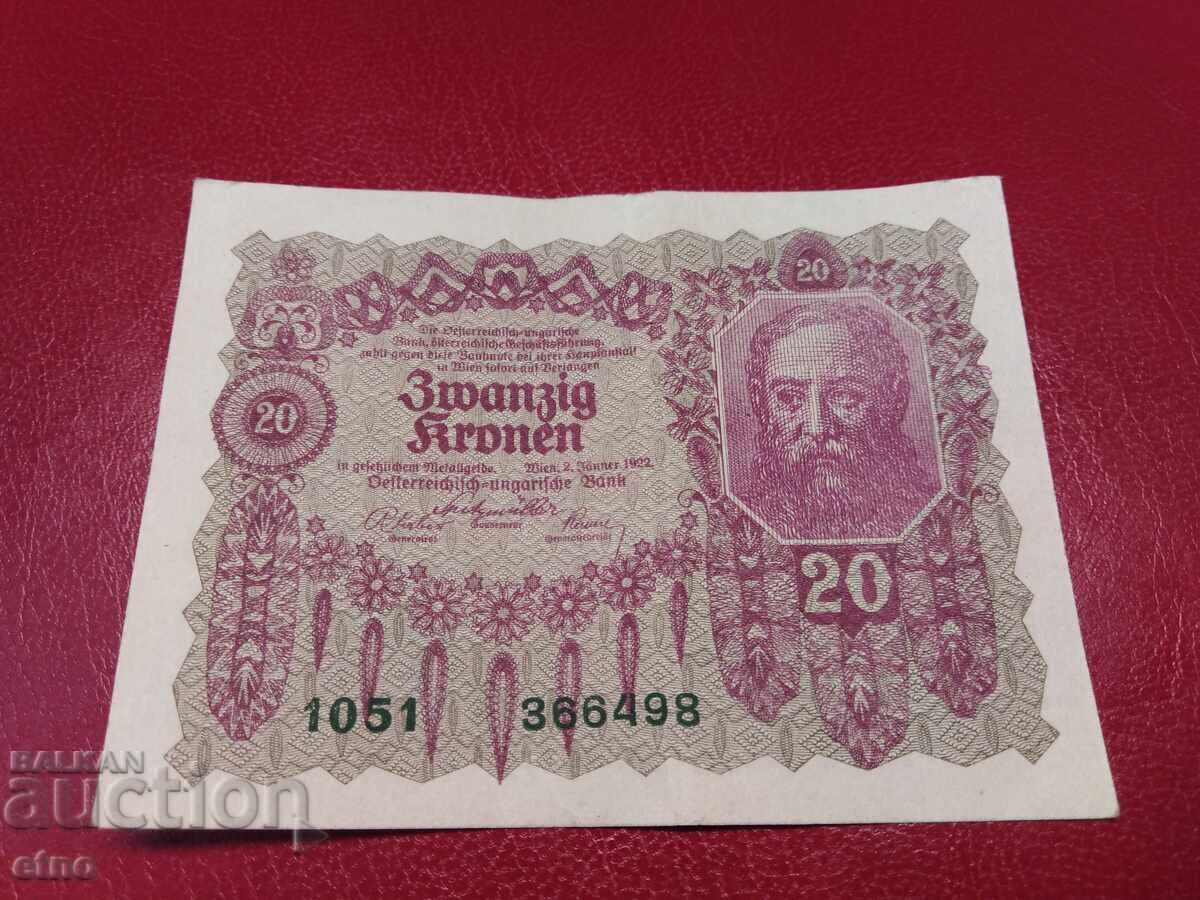 20
Die Oesterreichisch-ungarische
Bank, österreichische Geschäftsführung,
zahlt gegen diese Banknote bei ihrer Hauptanstalt
in Wien sofort auf Verlangen
20
Zwanzig
Kronen
in gesetzlichem Metallgelde. Wien, 2. Jänner 1922.
Oesterreichisch-ungarische Bank
Gouverneur
Generalrat
20
1051 366498
BALKAN
auction
etno